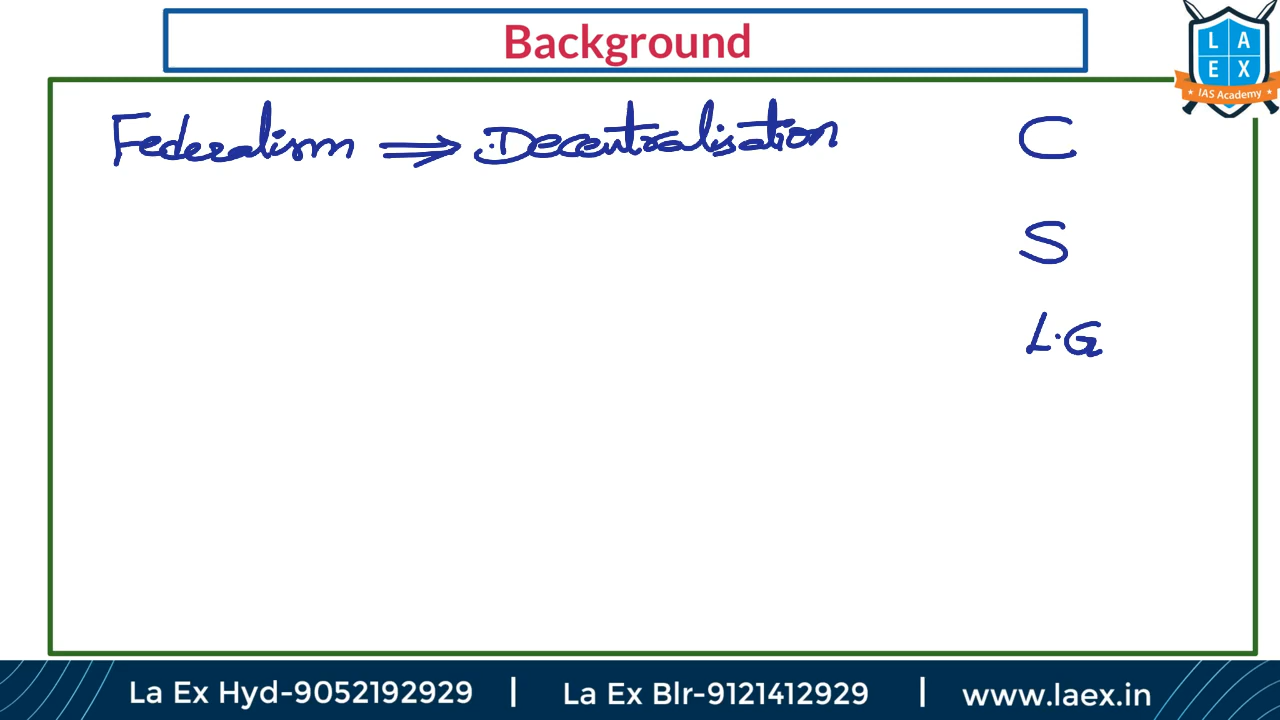 Background
L A
E X
IAS Academy
Federalism ⇒ Decentralisation C
S
L.G
La Ex Hyd-9052192929 | La Ex Blr-9121412929 | www.laex.in